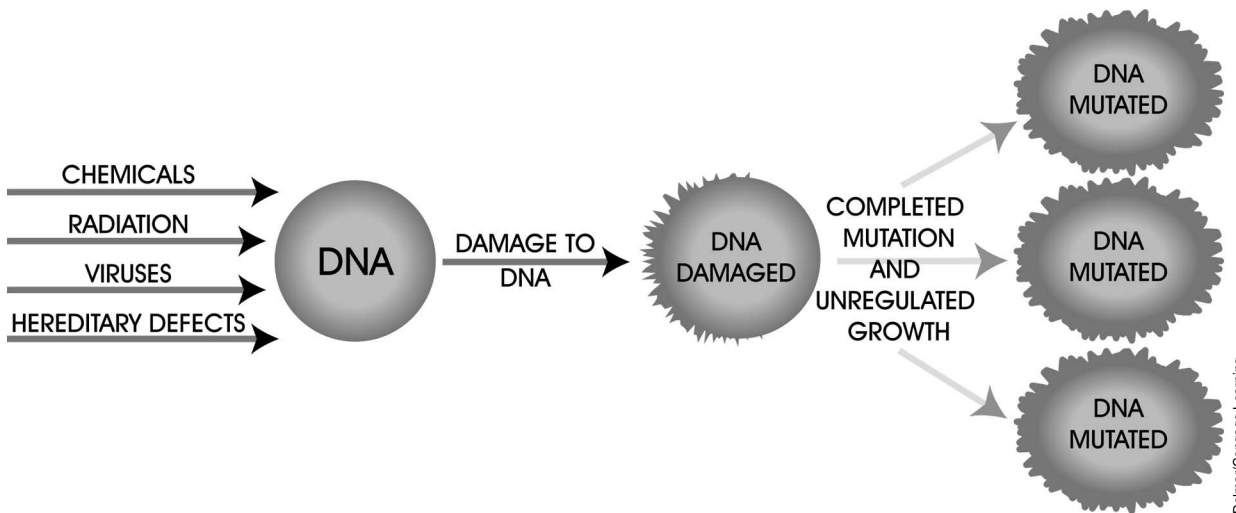 CHEMICALS
RADIATION
VIRUSES
HEREDITARY DEFECTS
DNA
DAMAGE TO
DNA
DNA
DAMAGED
COMPLETED
MUTATION
AND
UNREGULATED
GROWTH
DNA
MUTATED
DNA
MUTATED
DNA
MUTATED